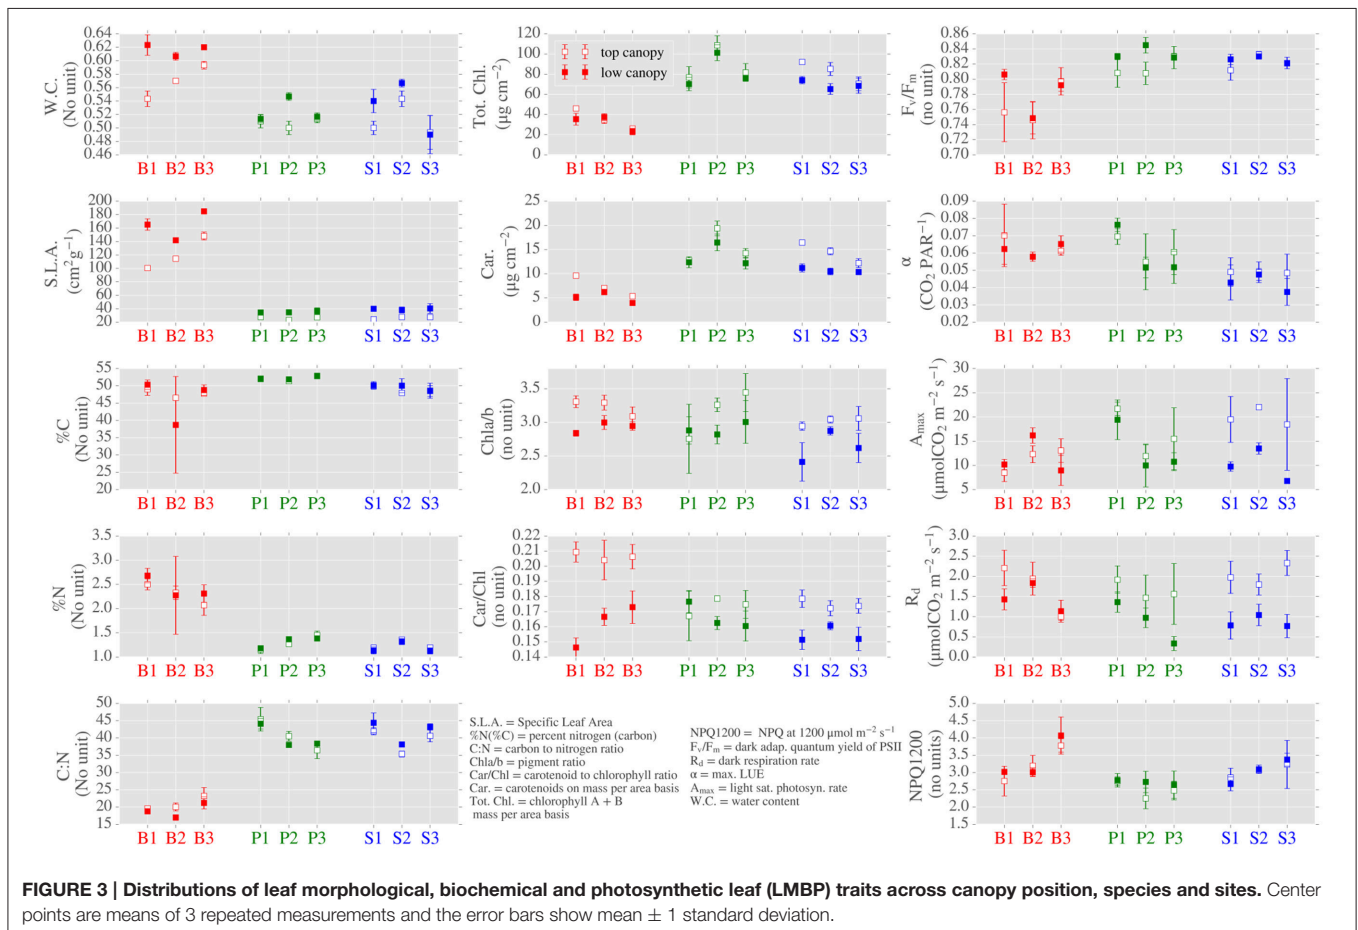 W.C.
(No unit)
0.64
0.62
0.60
0.58
0.56
0.54
0.52
0.50
0.48
0.46
B1 B2 B3 P1 P2 P3 S1 S2 S3
Tot. Chl.
(µg cm−2)
120
100
80
60
40
20
0
top canopy
low canopy
B1 B2 B3 P1 P2 P3 S1 S2 S3
Fv/Fm
(no unit)
0.86
0.84
0.82
0.80
0.78
0.76
0.74
0.72
0.70
B1 B2 B3 P1 P2 P3 S1 S2 S3
S.L.A.
(cm2g−1)
200
180
160
140
120
100
80
60
40
20
B1 B2 B3 P1 P2 P3 S1 S2 S3
Car.
(µg cm−2)
25
20
15
10
5
0
B1 B2 B3 P1 P2 P3 S1 S2 S3
α
(CO2 PAR−1)
0.09
0.08
0.07
0.06
0.05
0.04
0.03
0.02
B1 B2 B3 P1 P2 P3 S1 S2 S3
%C
(No unit)
55
50
45
40
35
30
25
20
B1 B2 B3 P1 P2 P3 S1 S2 S3
Chla/b
(no unit)
3.5
3.0
2.5
2.0
B1 B2 B3 P1 P2 P3 S1 S2 S3
Amax
(µmolCO2 m−2 s−1)
30
25
20
15
10
5
B1 B2 B3 P1 P2 P3 S1 S2 S3
%N
(No unit)
3.5
3.0
2.5
2.0
1.5
1.0
B1 B2 B3 P1 P2 P3 S1 S2 S3
Car/Chl
(no unit)
0.22
0.21
0.20
0.19
0.18
0.17
0.16
0.15
0.14
B1 B2 B3 P1 P2 P3 S1 S2 S3
Rd
(µmolCO2 m−2 s−1)
3.0
2.5
2.0
1.5
1.0
0.5
0.0
B1 B2 B3 P1 P2 P3 S1 S2 S3
C:N
(No unit)
50
45
40
35
30
25
20
15
B1 B2 B3 P1 P2 P3 S1 S2 S3
S.L.A. = Specific Leaf Area
%N(%C) = percent nitrogen (carbon)
C:N = carbon to nitrogen ratio
Chla/b = pigment ratio
Car/Chl = carotenoid to chlorophyll ratio
Car. = carotenoids on mass per area basis
Tot. Chl. = chlorophyll A + B
mass per area basis
NPQ1200 = NPQ at 1200 µmol m−2 s−1
Fv/Fm = dark adap. quantum yield of PSII
Rd = dark respiration rate
α = max. LUE
Amax = light sat. photosyn. rate
W.C. = water content
NPQ1200
(no units)
5.0
4.5
4.0
3.5
3.0
2.5
2.0
1.5
B1 B2 B3 P1 P2 P3 S1 S2 S3
FIGURE 3 | Distributions of leaf morphological, biochemical and photosynthetic leaf (LMBP) traits across canopy position, species and sites. Center
points are means of 3 repeated measurements and the error bars show mean ± 1 standard deviation.